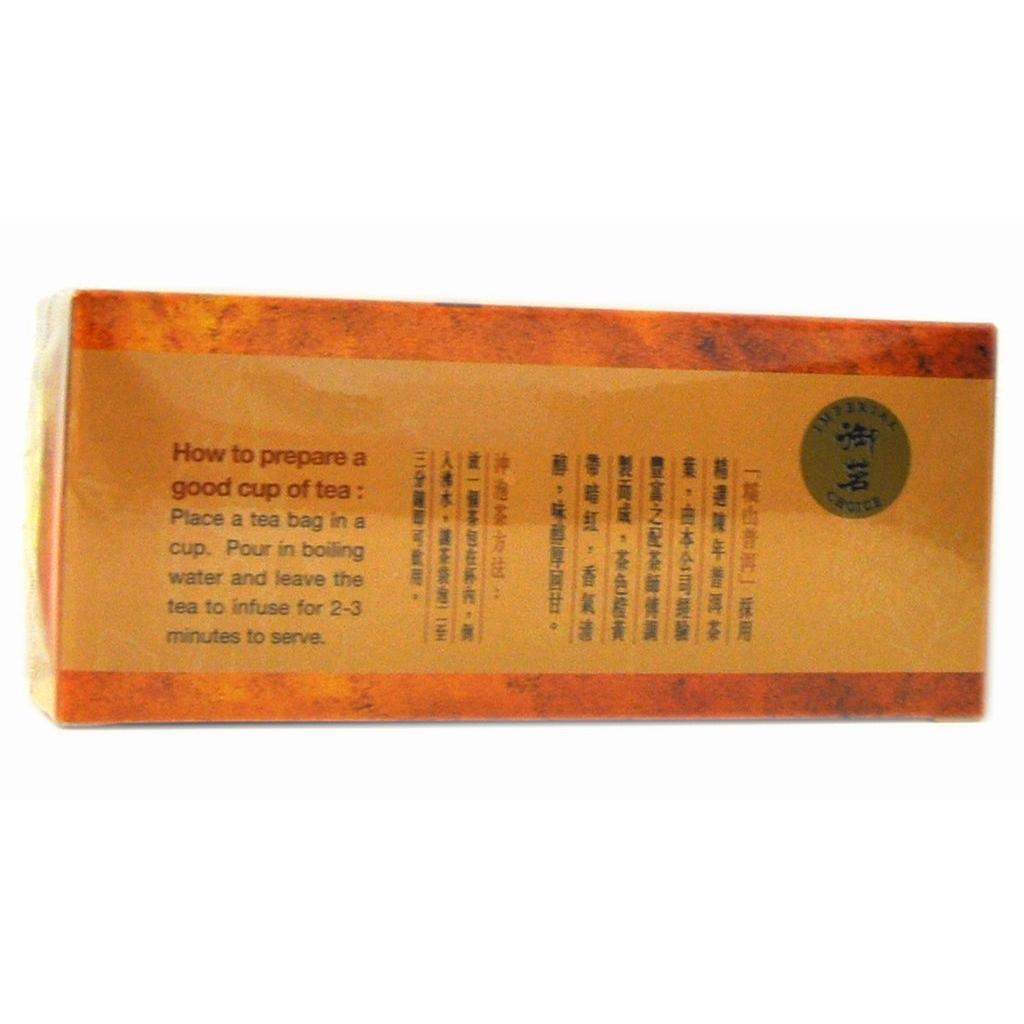 IMPERIAL
御茗
CHOICE
How to prepare a
good cup of tea :
Place a tea bag in a
cup. Pour in boiling
water and leave the
tea to infuse for 2-3
minutes to serve.
山普洱」採用
精選陳年普洱茶
葉，由本公司經驗
豐富之配茶師
製而成，茶色橙黃
帶暗紅，香氣清
醇，味醇厚回甘。
沖泡茶方法：
放一個茶包在杯內，倒
入沸水，讓茶袋泡二至
三分鐘即可飲用。